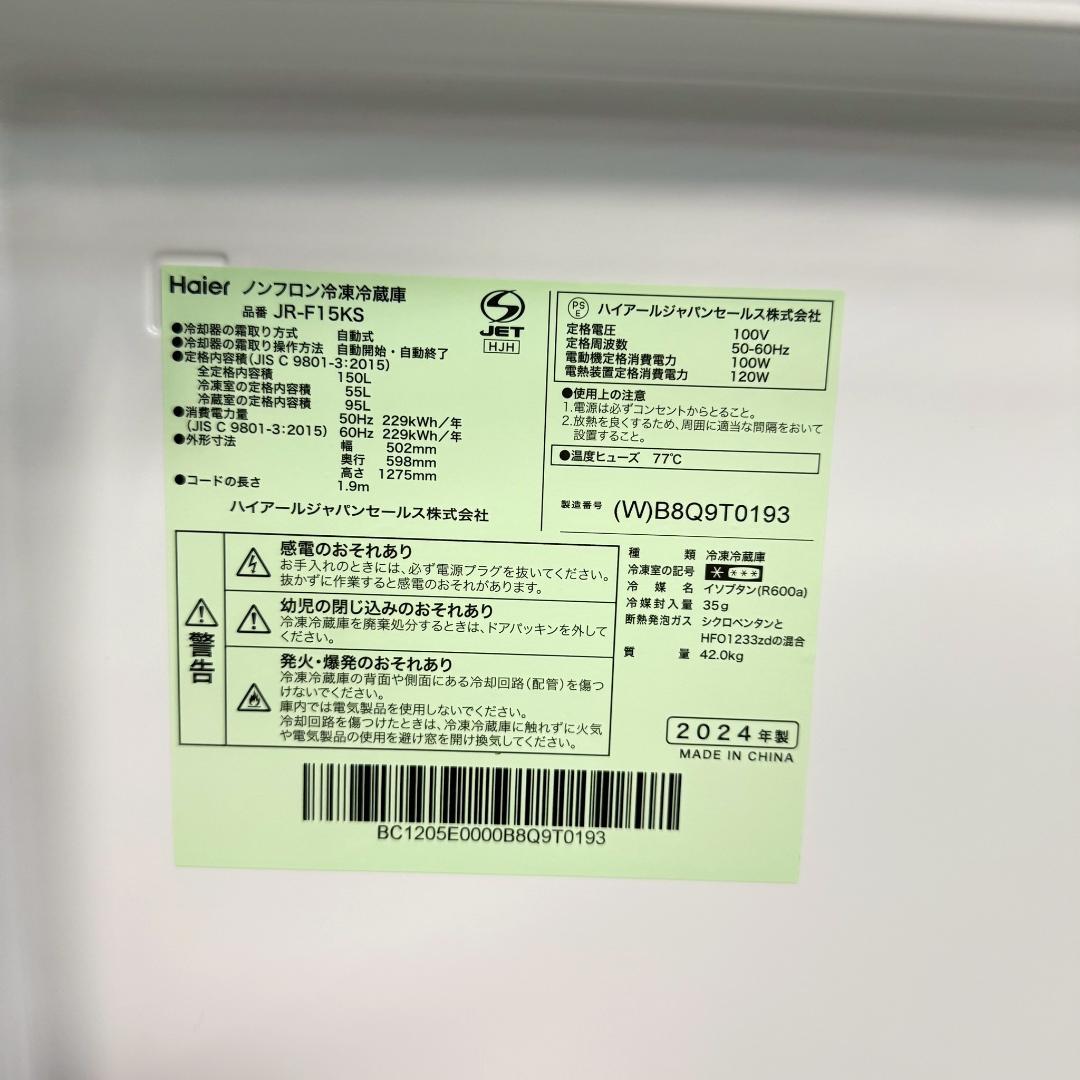 Haier ノンフロン冷凍冷蔵庫
品番 JR-F15KS
●冷却器の霜取り方式 自動式
●冷却器の霜取り操作方法 自動開始・自動終了
●定格内容積(JIS C 9801-3:2015)
全定格内容積 150L
冷凍室の定格内容積 55L
冷蔵室の定格内容積 95L
●消費電力量 50Hz 229kWh/年
(JIS C 9801-3:2015) 60Hz 229kWh/年
●外形寸法 幅 502mm
奥行 598mm
高さ 1275mm
●コードの長さ 1.9m
ハイアールジャパンセールス株式会社
S
JET
HJH
PS
E
ハイアールジャパンセールス株式会社
定格電圧 100V
定格周波数 50-60Hz
電動機定格消費電力 100W
電熱装置定格消費電力 120W
●使用上の注意
1.電源は必ずコンセントからとること。
2.放熱を良くするため、周囲に適当な間隔をおいて
設置すること。
●温度ヒューズ 77℃
製造番号 (W)B8Q9T0193
警告
感電のおそれあり
お手入れのときには、必ず電源プラグを抜いてください。
抜かずに作業すると感電のおそれがあります。
幼児の閉じ込みのおそれあり
冷凍冷蔵庫を廃棄処分するときは、ドアパッキンを外して
ください。
発火・爆発のおそれあり
冷凍冷蔵庫の背面や側面にある冷却回路(配管)を傷つ
けないでください。
庫内では電気製品を使用しないでください。
冷却回路を傷つけたときは、冷凍冷蔵庫に触れずに火気
や電気製品の使用を避け窓を開け換気してください。
種類 冷凍冷蔵庫
冷凍室の記号 * ***
冷媒名 イソブタン(R600a)
冷媒封入量 35g
断熱発泡ガス シクロペンタンと
HFO1233zdの混合
質量 42.0kg
2024年製
MADE IN CHINA
BC1205E0000B8Q9T0193